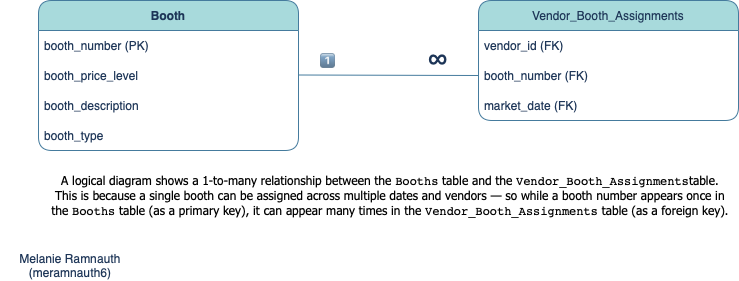 Booth
booth_number (PK)
booth_price_level
booth_description
booth_type
1
∞
Vendor_Booth_Assignments
vendor_id (FK)
booth_number (FK)
market_date (FK)
A logical diagram shows a 1-to-many relationship between the Booths table and the Vendor_Booth_Assignmentstable.
This is because a single booth can be assigned across multiple dates and vendors — so while a booth number appears once in
the Booths table (as a primary key), it can appear many times in the Vendor_Booth_Assignments table (as a foreign key).
Melanie Ramnauth
(meramnauth6)